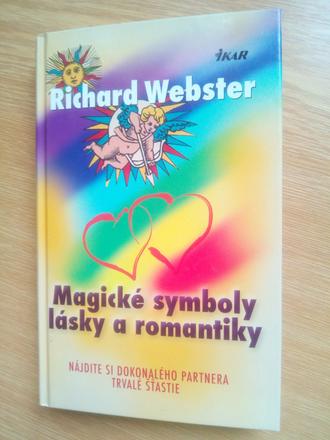 IKAR
Richard Webster
Magické symboly
lásky a romantiky
NÁJDITE SI DOKONALÉHO PARTNERA
TRVALÉ ŠŤASTIE